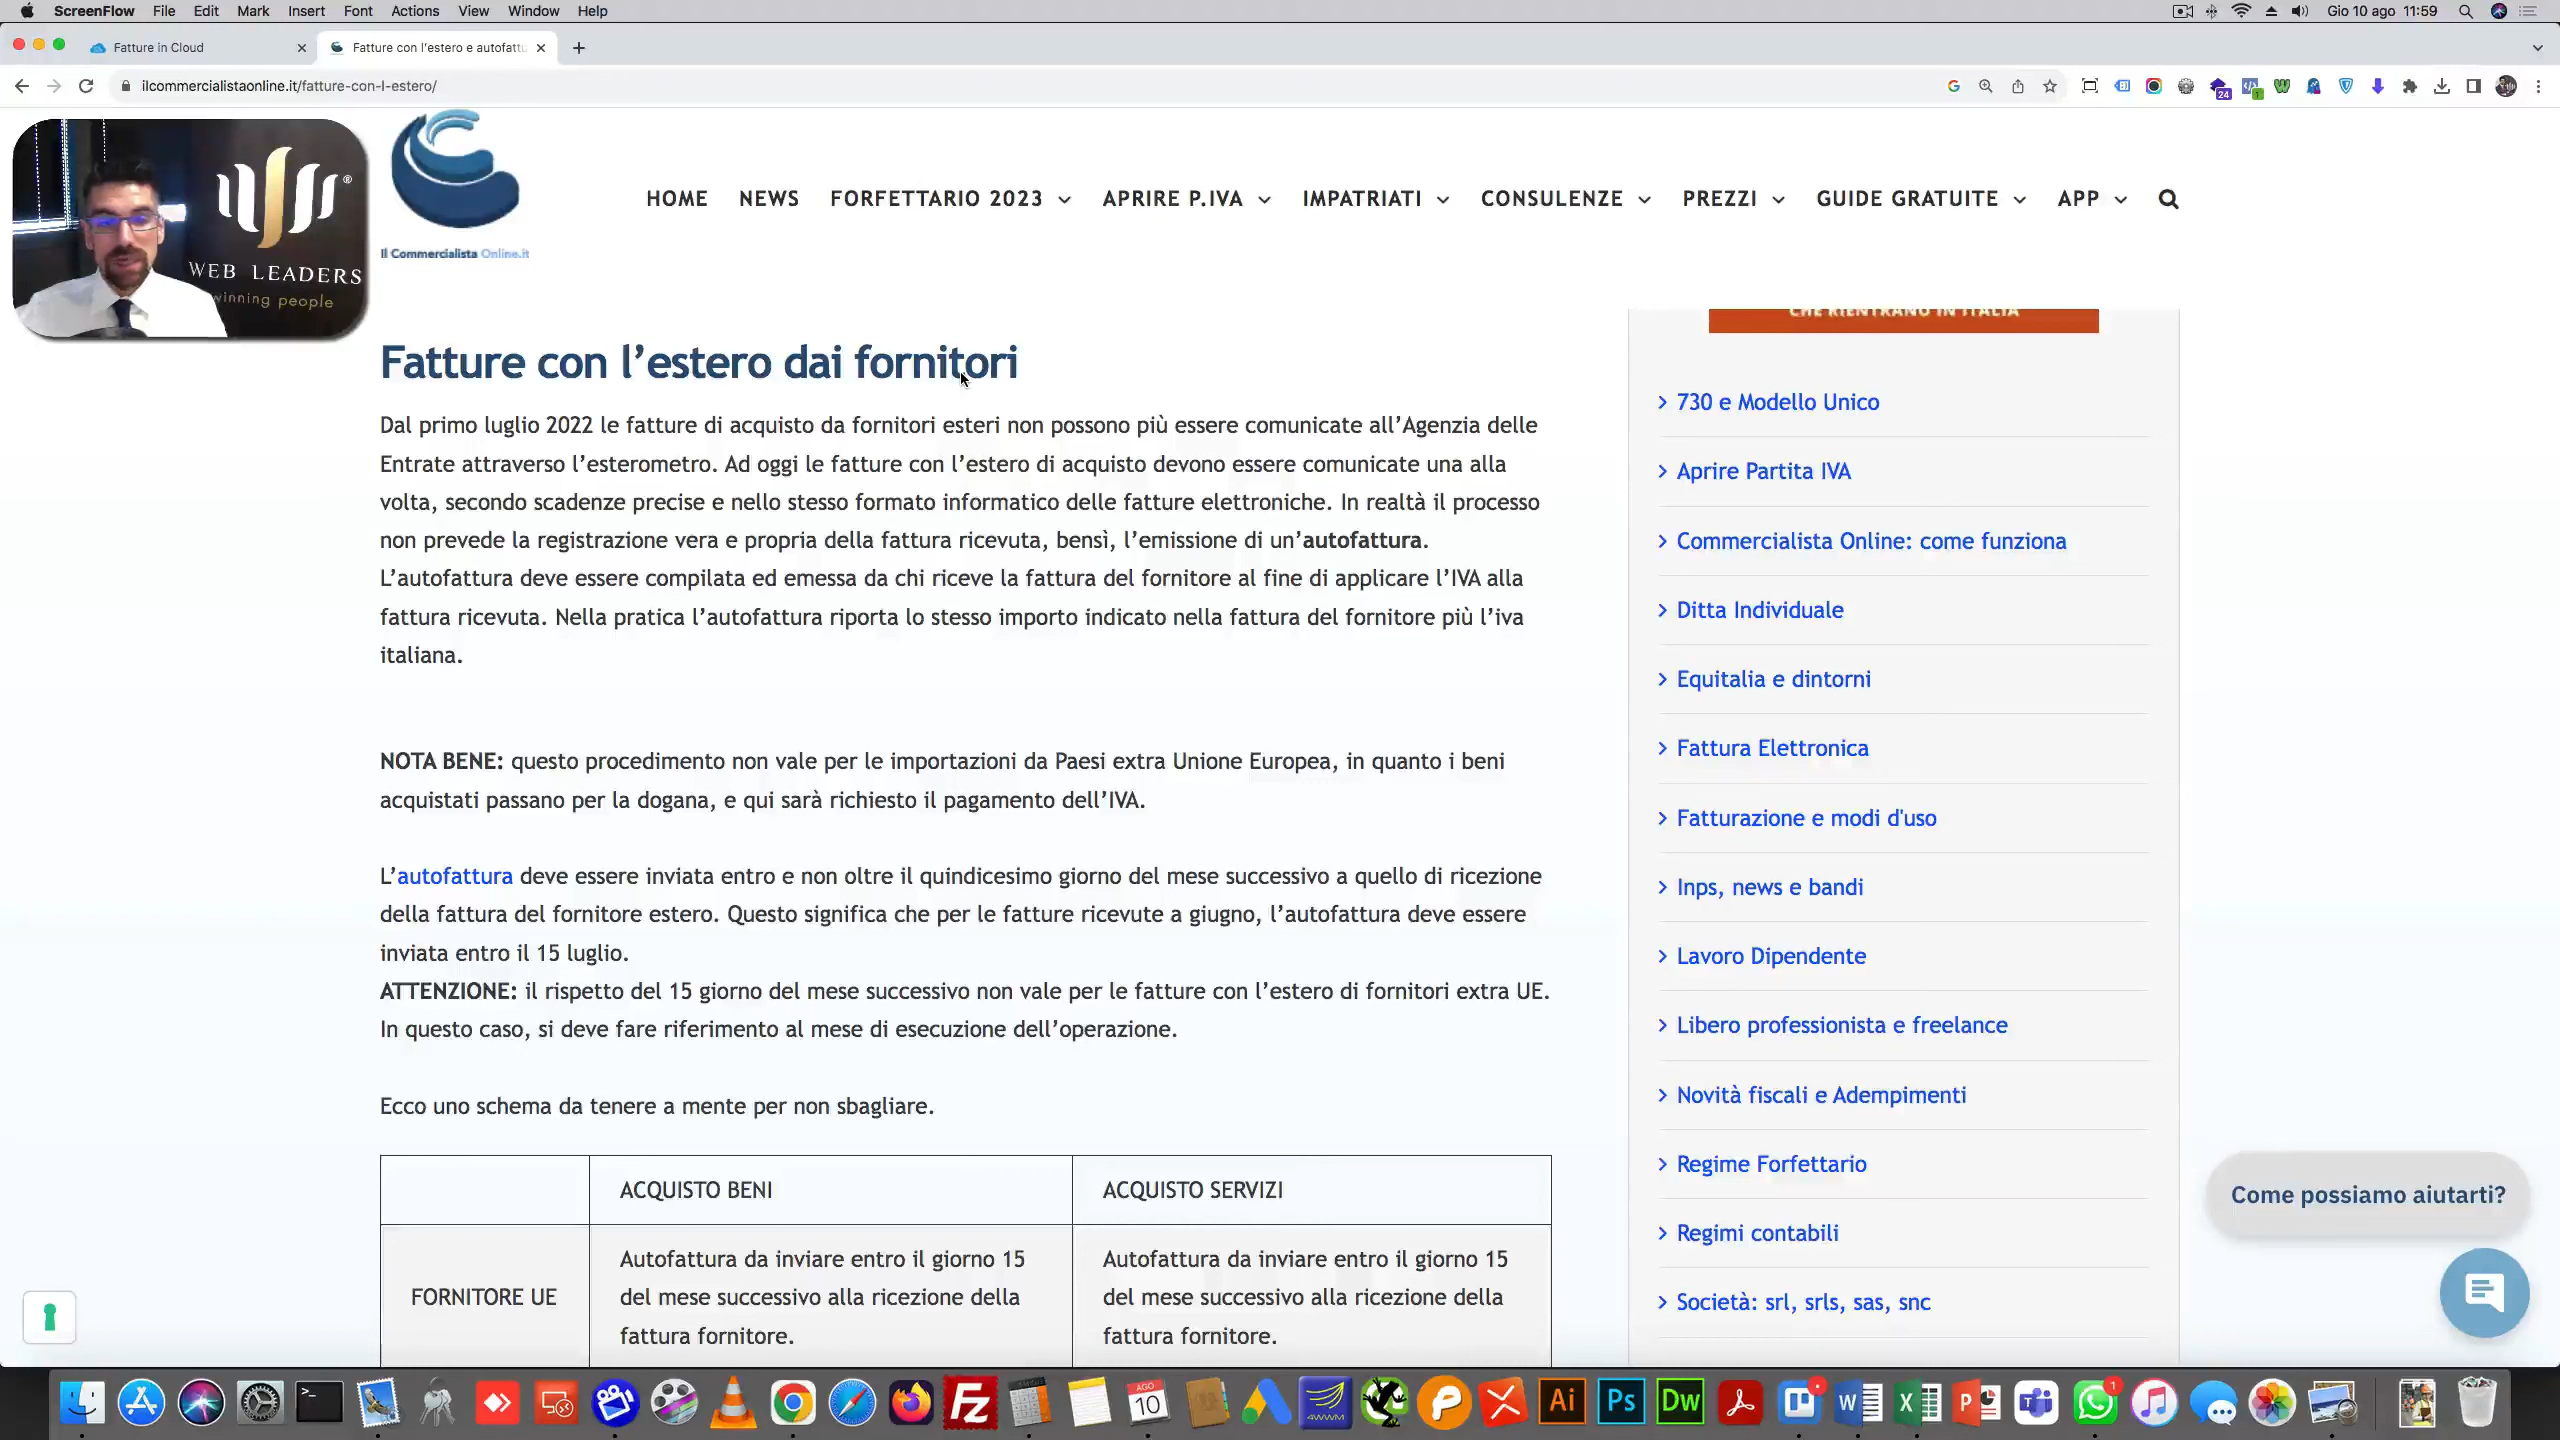 ScreenFlow File Edit Mark Insert Font Actions View Window Help Gio 10 ago 11:59
Fatture in Cloud
Fatture con l'estero e autofattu
ilcommercialistaonline.it/fatture-con-l-estero/
24
1
WEB LEADERS
winning people
®
Il Commercialista Online.it
HOME NEWS FORFETTARIO 2023 APRIRE P.IVA IMPATRIATI CONSULENZE PREZZI GUIDE GRATUITE APP
CHE RIENTRANO IN ITALIA
Fatture con l’estero dai fornitori
Dal primo luglio 2022 le fatture di acquisto da fornitori esteri non possono più essere comunicate all’Agenzia delle
Entrate attraverso l’esterometro. Ad oggi le fatture con l’estero di acquisto devono essere comunicate una alla
volta, secondo scadenze precise e nello stesso formato informatico delle fatture elettroniche. In realtà il processo
non prevede la registrazione vera e propria della fattura ricevuta, bensì, l’emissione di un’autofattura.
L’autofattura deve essere compilata ed emessa da chi riceve la fattura del fornitore al fine di applicare l’IVA alla
fattura ricevuta. Nella pratica l’autofattura riporta lo stesso importo indicato nella fattura del fornitore più l’iva
italiana.
NOTA BENE: questo procedimento non vale per le importazioni da Paesi extra Unione Europea, in quanto i beni
acquistati passano per la dogana, e qui sarà richiesto il pagamento dell’IVA.
L’autofattura deve essere inviata entro e non oltre il quindicesimo giorno del mese successivo a quello di ricezione
della fattura del fornitore estero. Questo significa che per le fatture ricevute a giugno, l’autofattura deve essere
inviata entro il 15 luglio.
ATTENZIONE: il rispetto del 15 giorno del mese successivo non vale per le fatture con l’estero di fornitori extra UE.
In questo caso, si deve fare riferimento al mese di esecuzione dell’operazione.
Ecco uno schema da tenere a mente per non sbagliare.
ACQUISTO BENI ACQUISTO SERVIZI
FORNITORE UE
Autofattura da inviare entro il giorno 15
del mese successivo alla ricezione della
fattura fornitore.
Autofattura da inviare entro il giorno 15
del mese successivo alla ricezione della
fattura fornitore.
730 e Modello Unico
Aprire Partita IVA
Commercialista Online: come funziona
Ditta Individuale
Equitalia e dintorni
Fattura Elettronica
Fatturazione e modi d'uso
Inps, news e bandi
Lavoro Dipendente
Libero professionista e freelance
Novità fiscali e Adempimenti
Regime Forfettario
Regimi contabili
Società: srl, srls, sas, snc
Come possiamo aiutarti?
Fz
AGO
10
4WWM
P
Ai
Ps
Dw
W
X
P
1